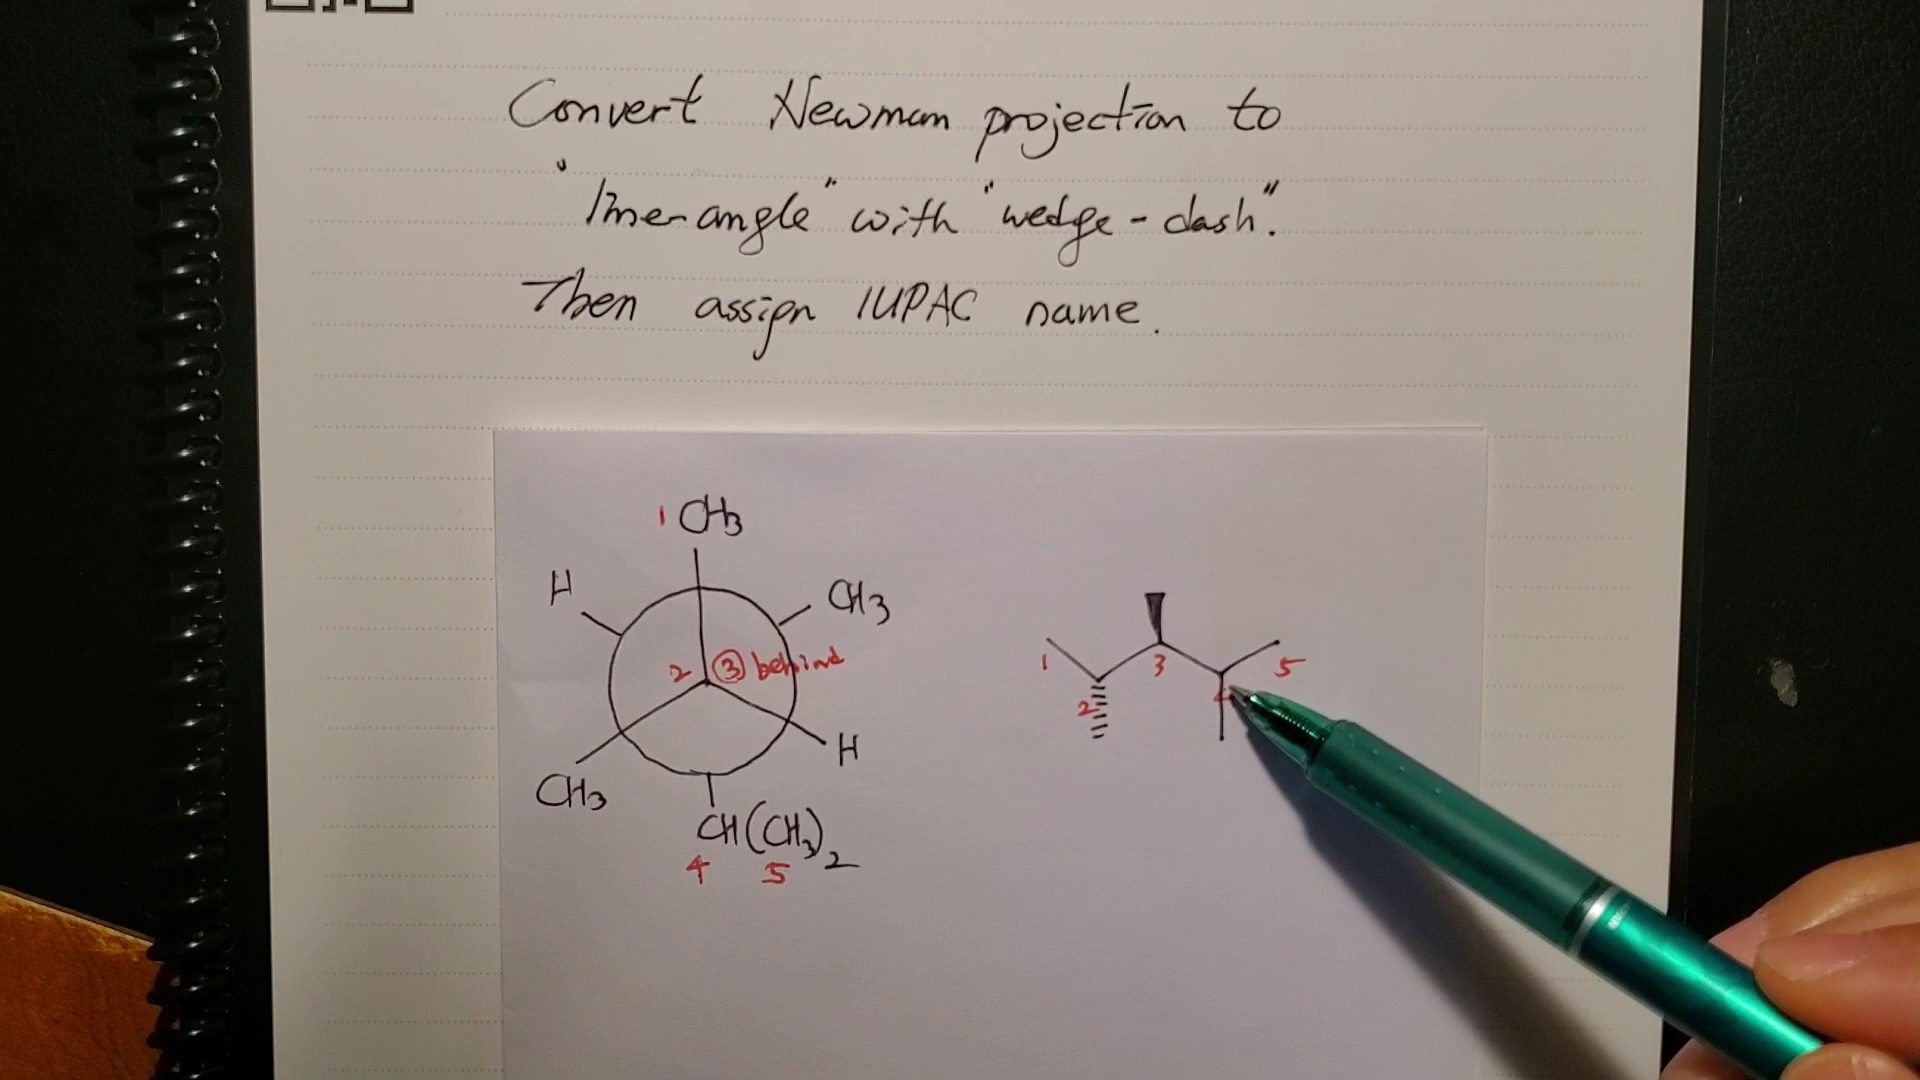 Convert Newman projection to
"line-angle" with "wedge-dash".
Then assign IUPAC name.
1 CH3
H
CH3
2 ③ behind
1 3 5
2 4
H
CH3
CH(CH3)2
4 5